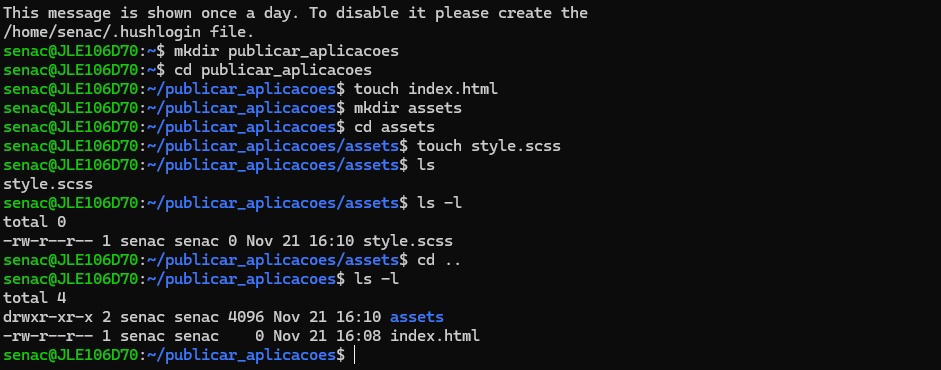 This message is shown once a day. To disable it please create the
/home/senac/.hushlogin file.
senac@JLE106D70:~$ mkdir publicar_aplicacoes
senac@JLE106D70:~$ cd publicar_aplicacoes
senac@JLE106D70:~/publicar_aplicacoes$ touch index.html
senac@JLE106D70:~/publicar_aplicacoes$ mkdir assets
senac@JLE106D70:~/publicar_aplicacoes$ cd assets
senac@JLE106D70:~/publicar_aplicacoes/assets$ touch style.scss
senac@JLE106D70:~/publicar_aplicacoes/assets$ ls
style.scss
senac@JLE106D70:~/publicar_aplicacoes/assets$ ls -l
total 0
-rw-r--r-- 1 senac senac 0 Nov 21 16:10 style.scss
senac@JLE106D70:~/publicar_aplicacoes/assets$ cd ..
senac@JLE106D70:~/publicar_aplicacoes$ ls -l
total 4
drwxr-xr-x 2 senac senac 4096 Nov 21 16:10 assets
-rw-r--r-- 1 senac senac    0 Nov 21 16:08 index.html
senac@JLE106D70:~/publicar_aplicacoes$